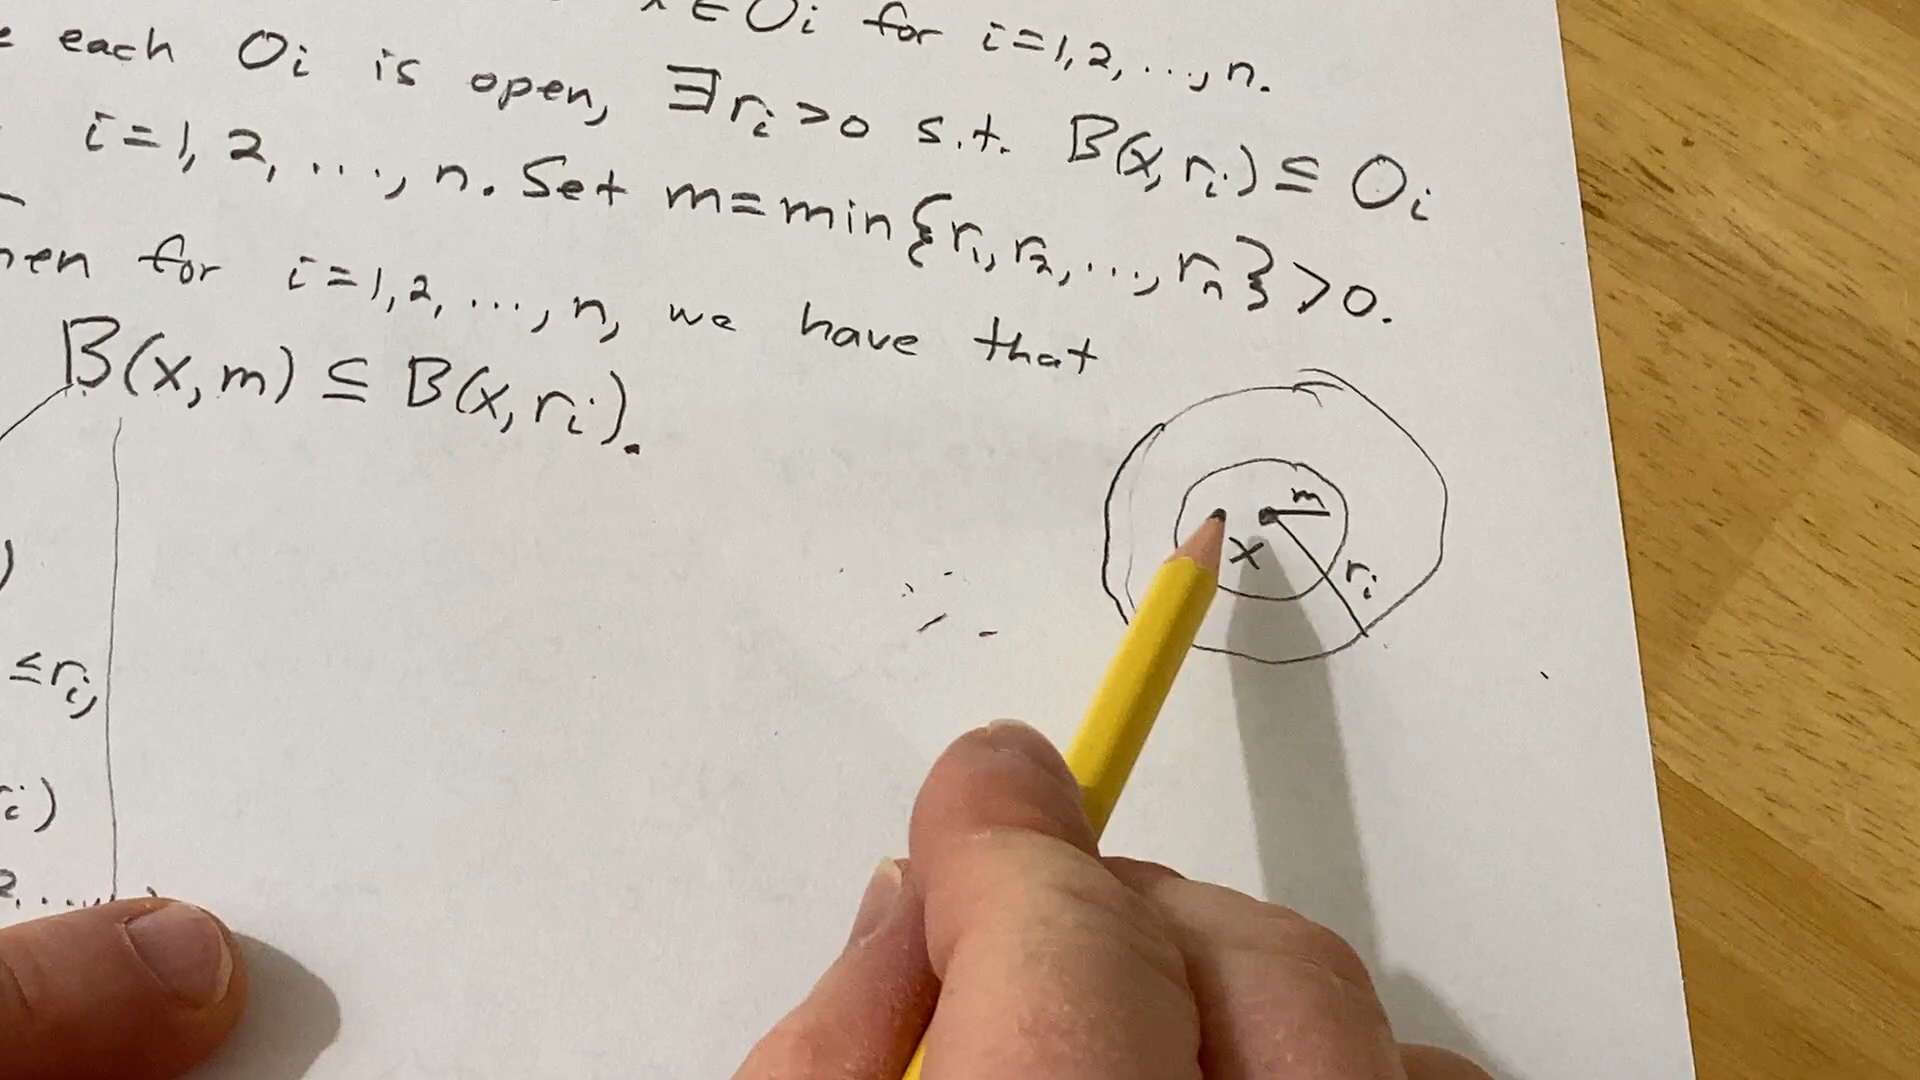 x ∈ Oi for i=1,2,...,n.
each Oi is open, ∃ri>0 s.t. B(x,ri) ⊆ Oi
i=1,2,...,n. Set m=min{r1,r2,...,rn}>0.
for i=1,2,...,n, we have that
B(x,m) ⊆ B(x,ri).
m
x
ri
)
≤ri,
)
2,...,